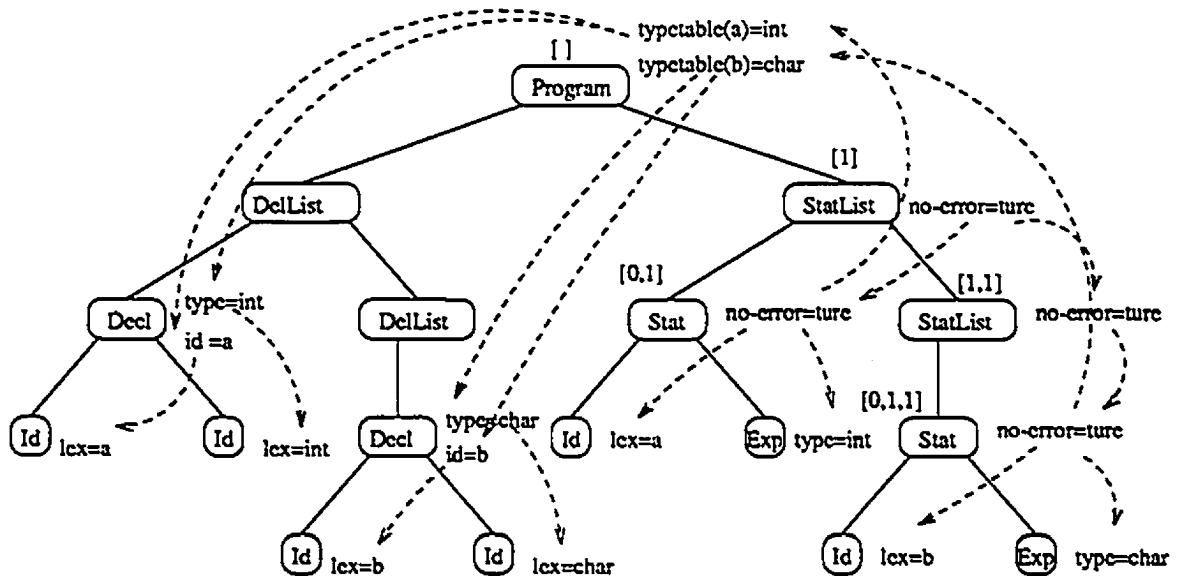 typetable(a)=int
[ ]
typetable(b)=char
Program
[1]
DclList
StatList
no-error=ture
[0,1]
[1,1]
type=int
Decl
DclList
Stat
no-error=ture
StatList
no-error=ture
id =a
[0,1,1]
type=char
Id
lex=a
Id
lex=int
Decl
id=b
Id
lex=a
Exp
type=int
Stat
no-error=ture
Id
lex=b
Id
lex=char
Id
lex=b
Exp
type=char